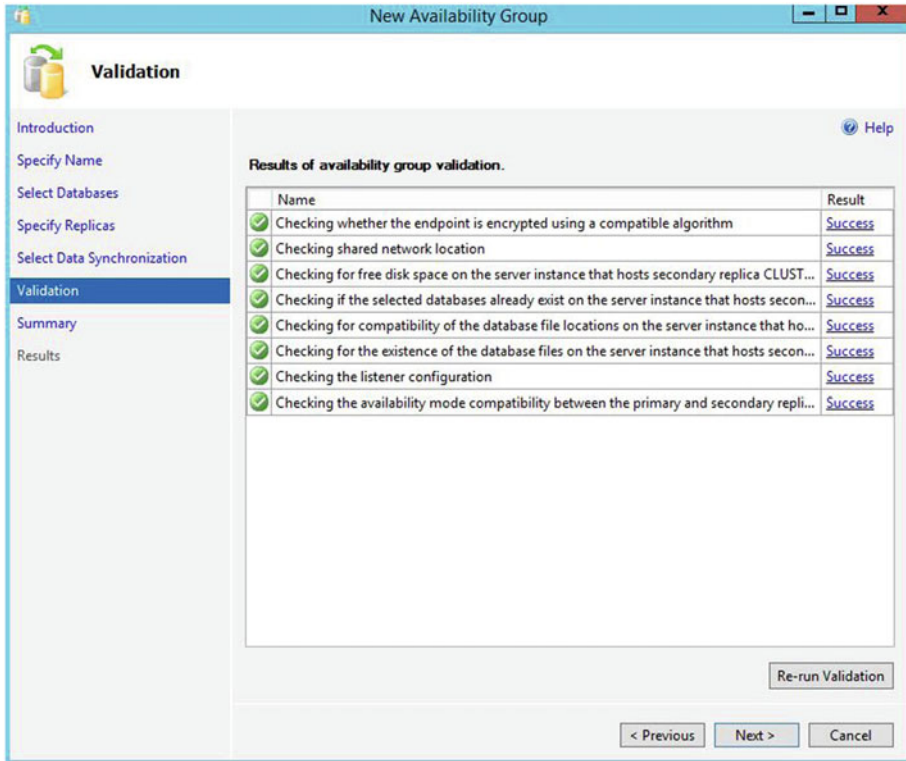 New Availability Group
Validation
Introduction
Specify Name
Select Databases
Specify Replicas
Select Data Synchronization
Validation
Summary
Results
Help
Results of availability group validation.
Name Result
Checking whether the endpoint is encrypted using a compatible algorithm Success
Checking shared network location Success
Checking for free disk space on the server instance that hosts secondary replica CLUST... Success
Checking if the selected databases already exist on the server instance that hosts secon... Success
Checking for compatibility of the database file locations on the server instance that ho... Success
Checking for the existence of the database files on the server instance that hosts secon... Success
Checking the listener configuration Success
Checking the availability mode compatibility between the primary and secondary repli... Success
Re-run Validation
< Previous Next > Cancel